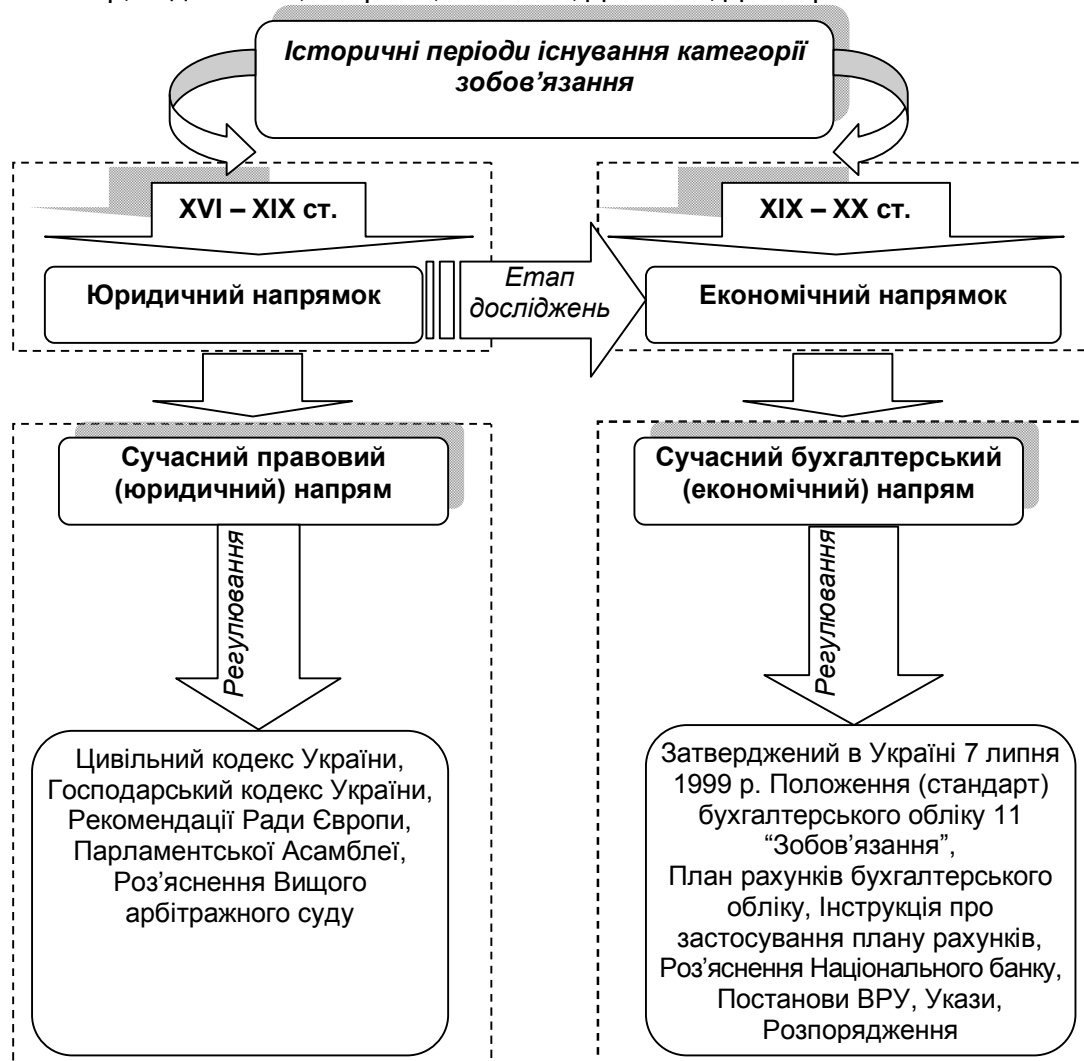 Історичні періоди існування категорії
зобов’язання
XVI – XIX ст.
XIX – XX ст.
Юридичний напрямок
Етап
досліджень
Економічний напрямок
Сучасний правовий
(юридичний) напрям
Сучасний бухгалтерський
(економічний) напрям
Регулювання
Регулювання
Цивільний кодекс України,
Господарський кодекс України,
Рекомендації Ради Європи,
Парламентської Асамблеї,
Роз’яснення Вищого
арбітражного суду
Затверджений в Україні 7 липня
1999 р. Положення (стандарт)
бухгалтерського обліку 11
“Зобов’язання”,
План рахунків бухгалтерського
обліку, Інструкція про
застосування плану рахунків,
Роз’яснення Національного банку,
Постанови ВРУ, Укази,
Розпорядження